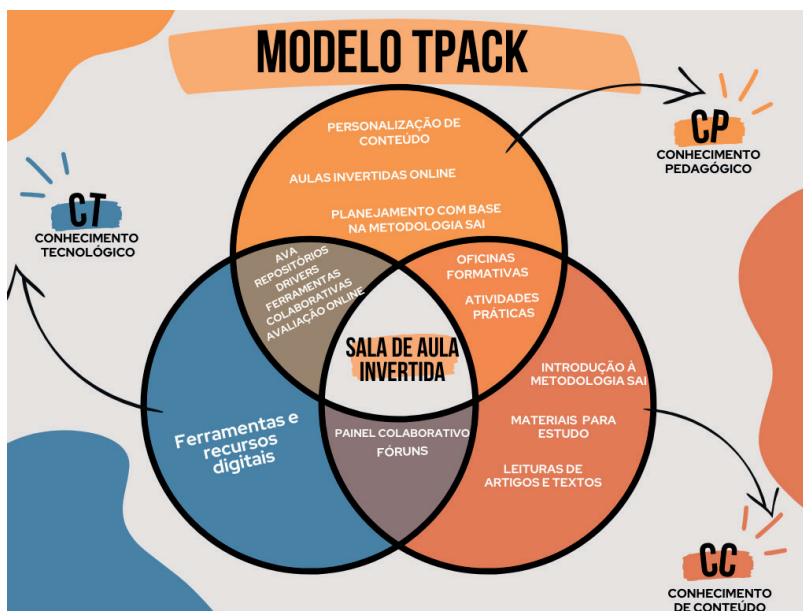 MODELO TPACK
CP
CONHECIMENTO
PEDAGÓGICO
CT
CONHECIMENTO
TECNOLÓGICO
PERSONALIZAÇÃO DE
CONTEÚDO
AULAS INVERTIDAS ONLINE
PLANEJAMENTO COM BASE
NA METODOLOGIA SAI
AVA
REPOSITÓRIOS
DRIVERS
FERRAMENTAS
COLABORATIVAS
AVALIAÇÃO ONLINE
OFICINAS
FORMATIVAS
ATIVIDADES
PRÁTICAS
SALA DE AULA
INVERTIDA
Ferramentas e
recursos
digitais
PAINEL COLABORATIVO
FÓRUNS
INTRODUÇÃO À
METODOLOGIA SAI
MATERIAIS PARA
ESTUDO
LEITURAS DE
ARTIGOS E TEXTOS
CC
CONHECIMENTO
DE CONTEÚDO